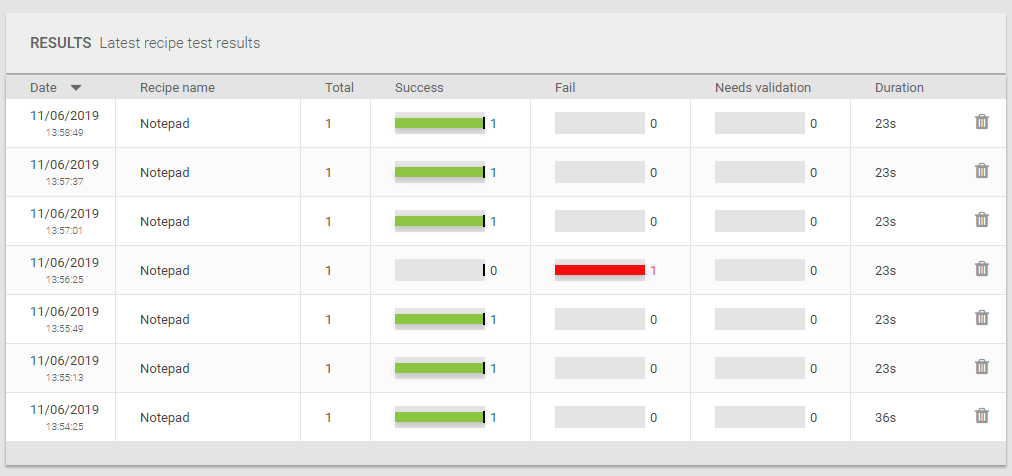 RESULTS Latest recipe test results
Date Recipe name Total Success Fail Needs validation Duration
11/06/2019
13:58:49
Notepad 1 1 0 0 23s
11/06/2019
13:57:37
Notepad 1 1 0 0 23s
11/06/2019
13:57:01
Notepad 1 1 0 0 23s
11/06/2019
13:56:25
Notepad 1 0 1 0 23s
11/06/2019
13:55:49
Notepad 1 1 0 0 23s
11/06/2019
13:55:13
Notepad 1 1 0 0 23s
11/06/2019
13:54:25
Notepad 1 1 0 0 36s